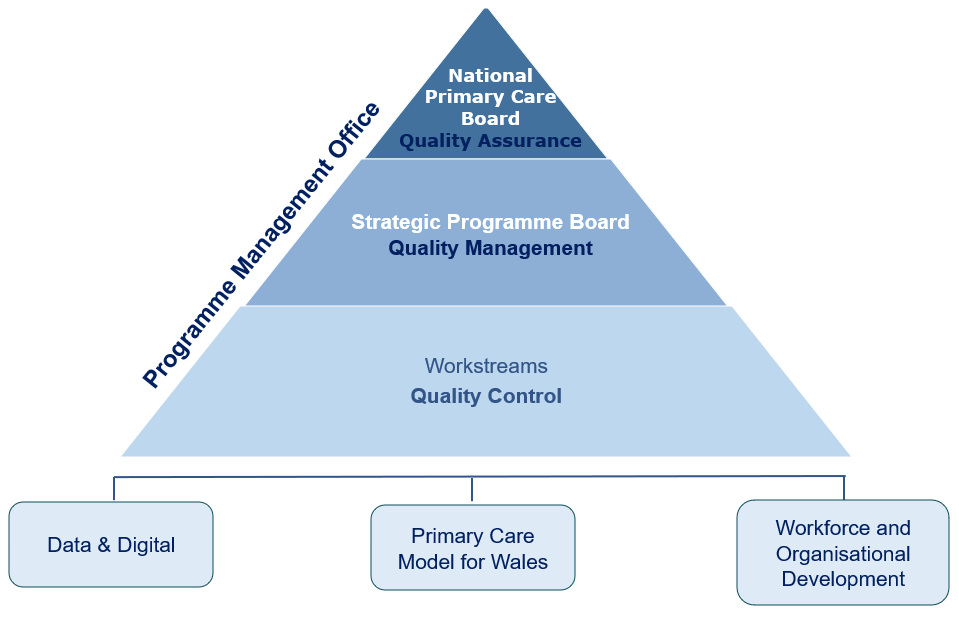 National
Primary Care
Board
Quality Assurance
Programme Management Office
Strategic Programme Board
Quality Management
Workstreams
Quality Control
Data & Digital
Primary Care
Model for Wales
Workforce and
Organisational
Development